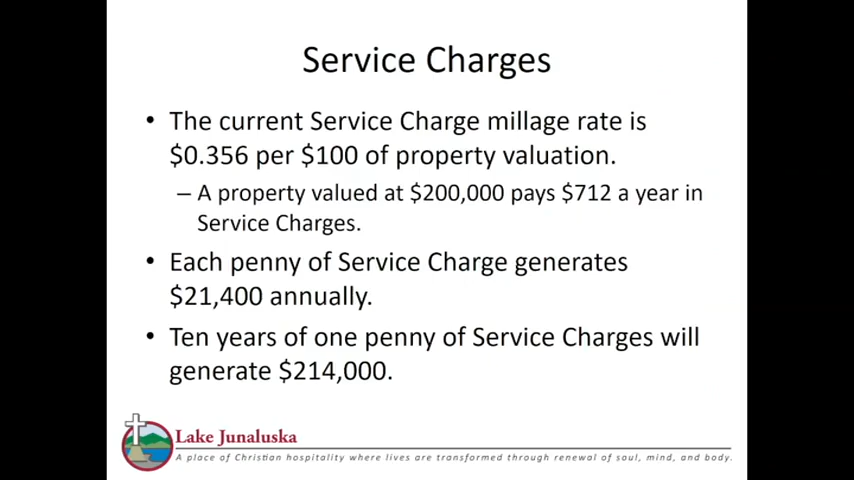 Service Charges
• The current Service Charge millage rate is
$0.356 per $100 of property valuation.
– A property valued at $200,000 pays $712 a year in
Service Charges.
• Each penny of Service Charge generates
$21,400 annually.
• Ten years of one penny of Service Charges will
generate $214,000.
Lake Junaluska
A place of Christian hospitality where lives are transformed through renewal of soul, mind, and body.